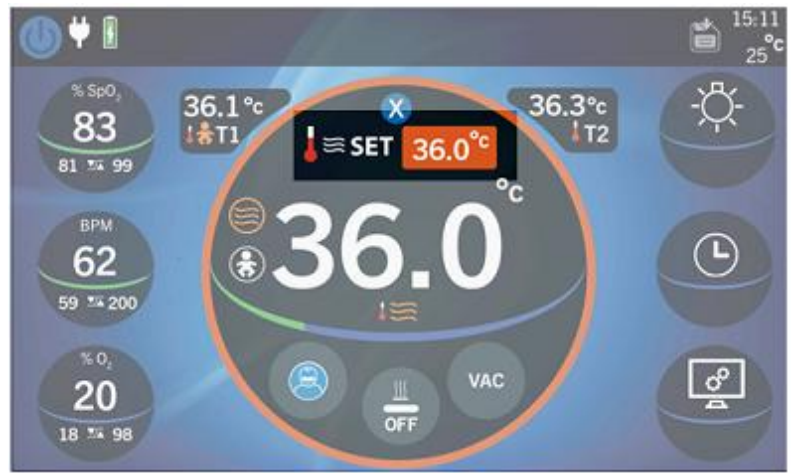 15:11
25°c
% SpO₂
83
81 99
36.1°c
T1
X
SET 36.0°c
36.3°c
T2
°c
36.0
BPM
62
59 200
% O₂
20
18 98
VAC
OFF